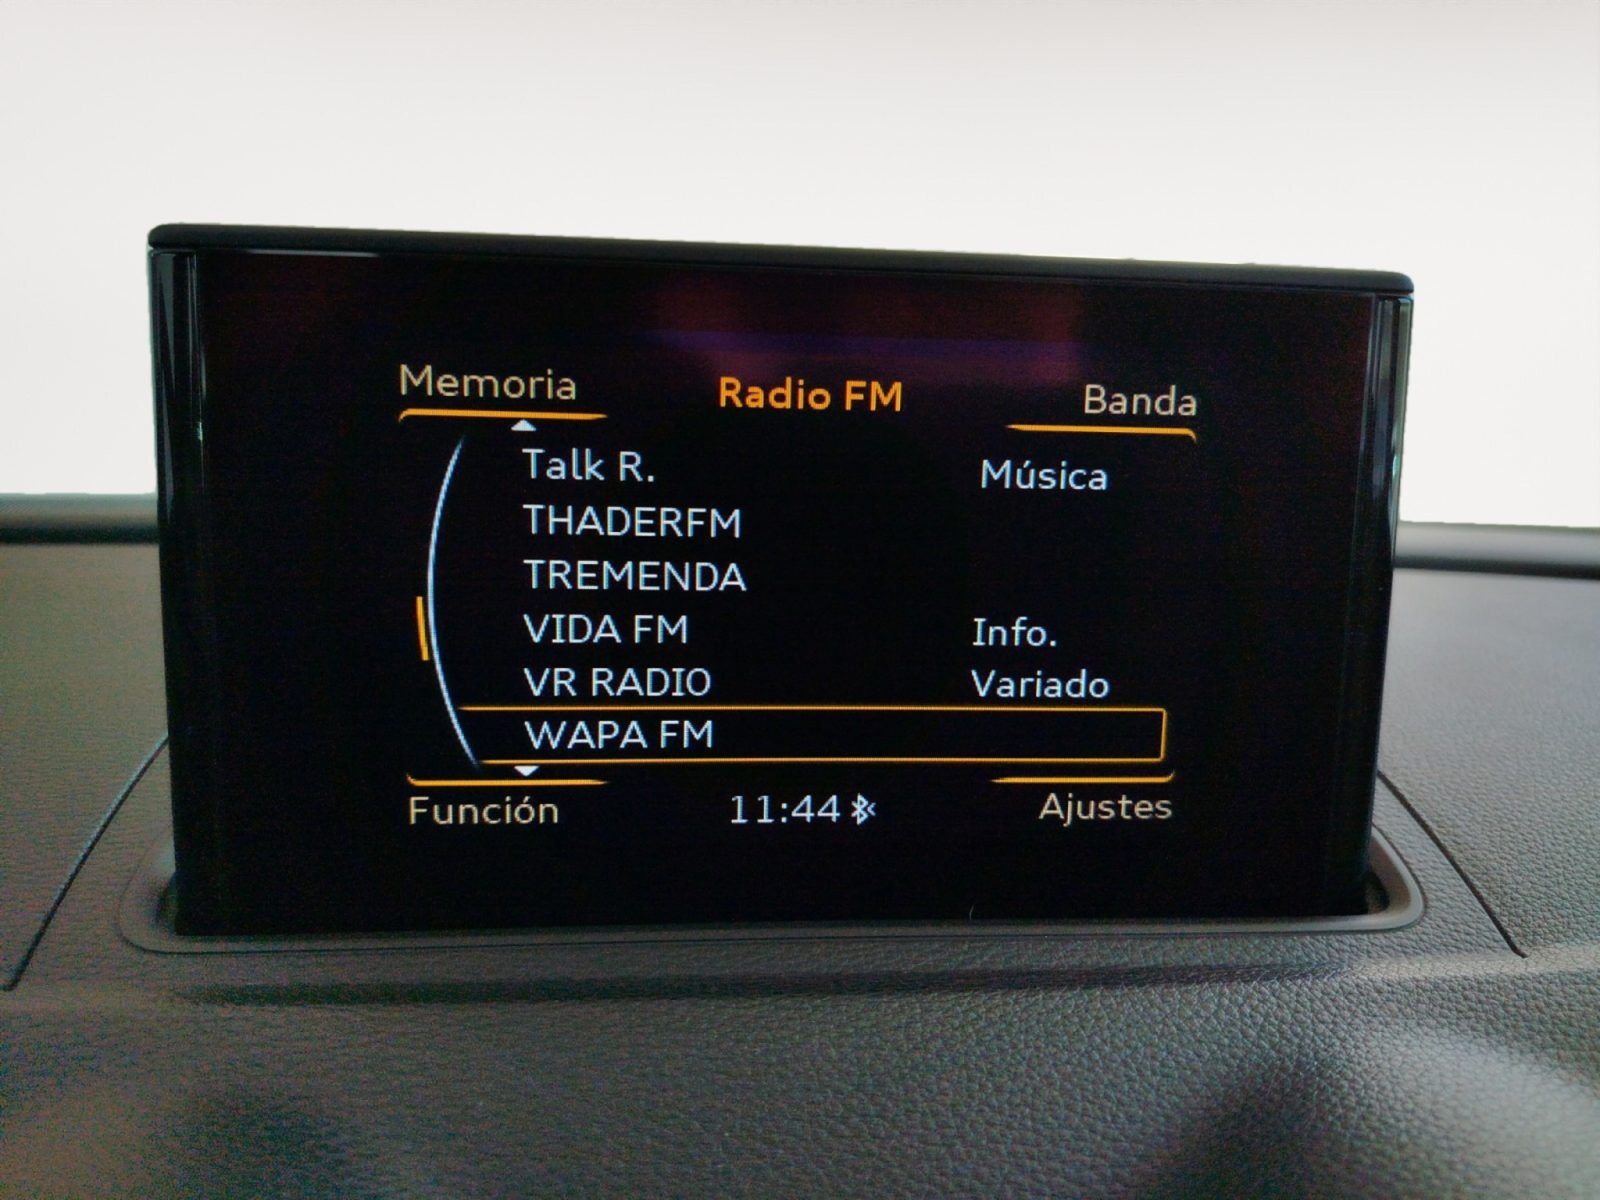 Memoria Radio FM Banda
Talk R. Música
THADERFM
TREMENDA
VIDA FM Info.
VR RADIO Variado
WAPA FM
Función 11:44 Ajustes